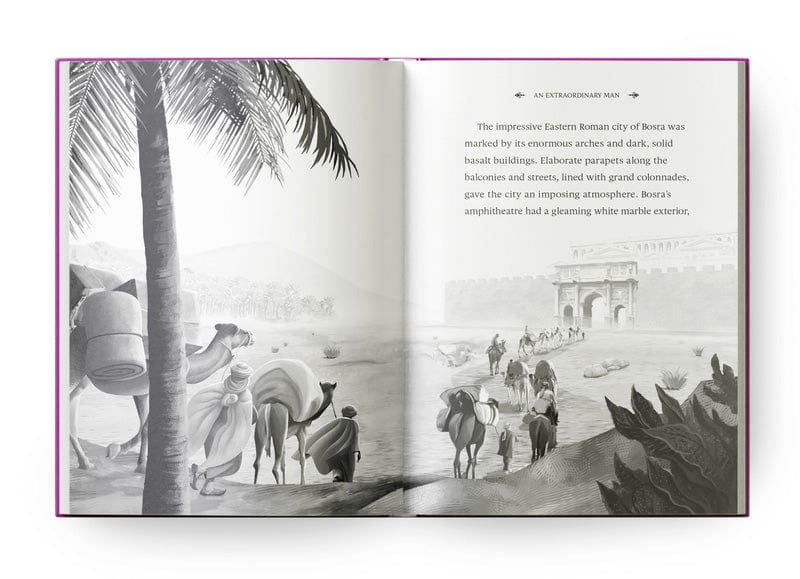 AN EXTRAORDINARY MAN
The impressive Eastern Roman city of Bosra was
marked by its enormous arches and dark, solid
basalt buildings. Elaborate parapets along the
balconies and streets, lined with grand colonnades,
gave the city an imposing atmosphere. Bosra's
amphitheatre had a gleaming white marble exterior,